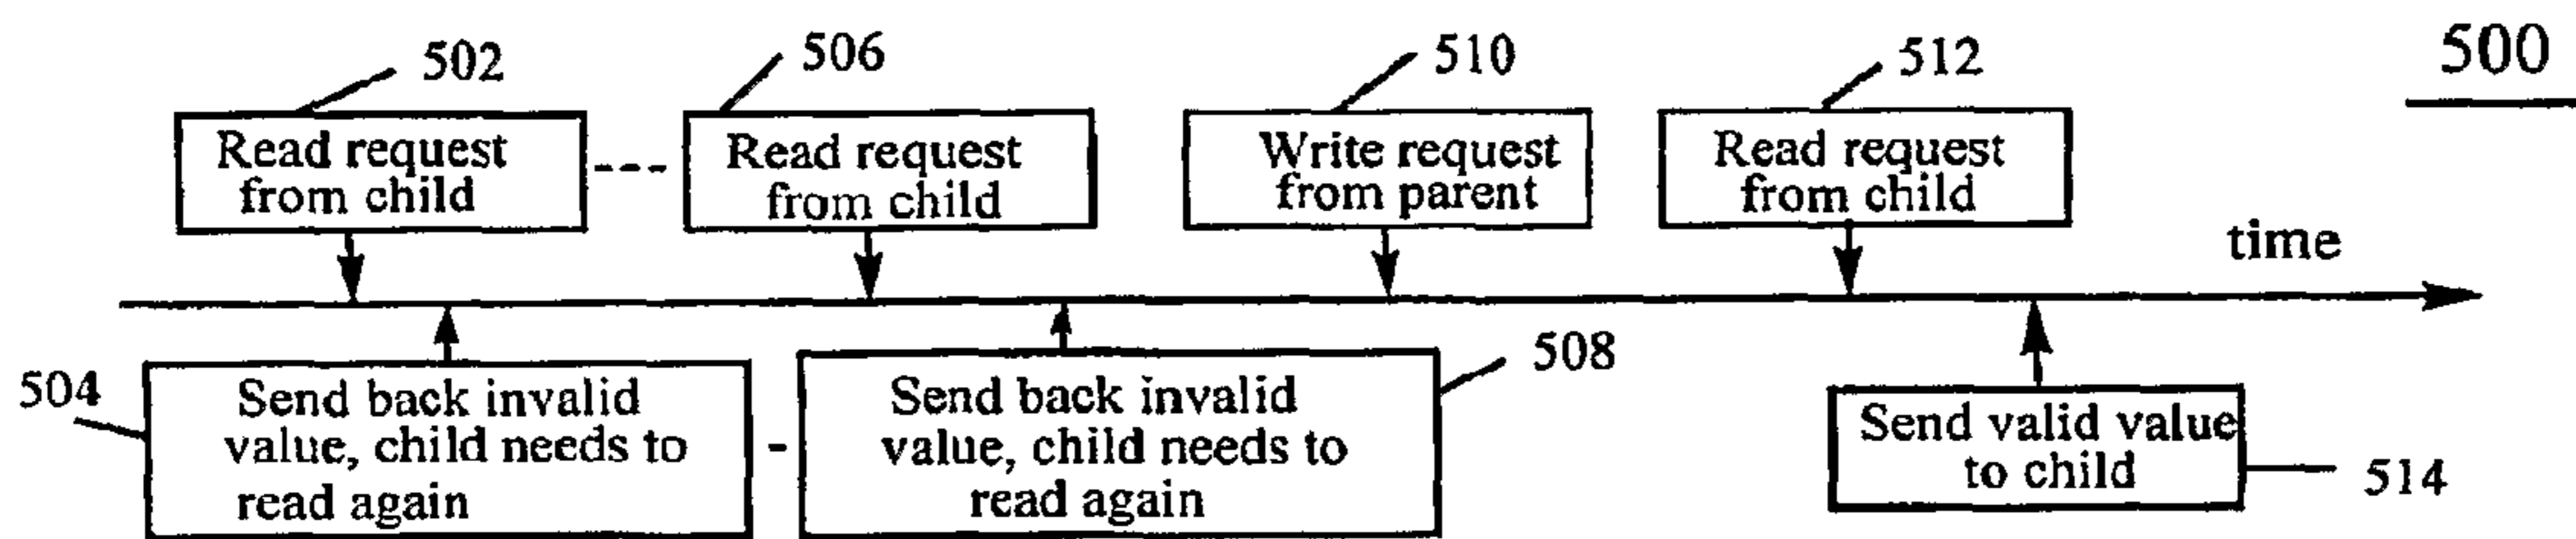 502
506
510
512
500
Read request
from child
Read request
from child
Write request
from parent
Read request
from child
time
504
Send back invalid
value, child needs to
read again
Send back invalid
value, child needs to
read again
508
Send valid value
to child
514